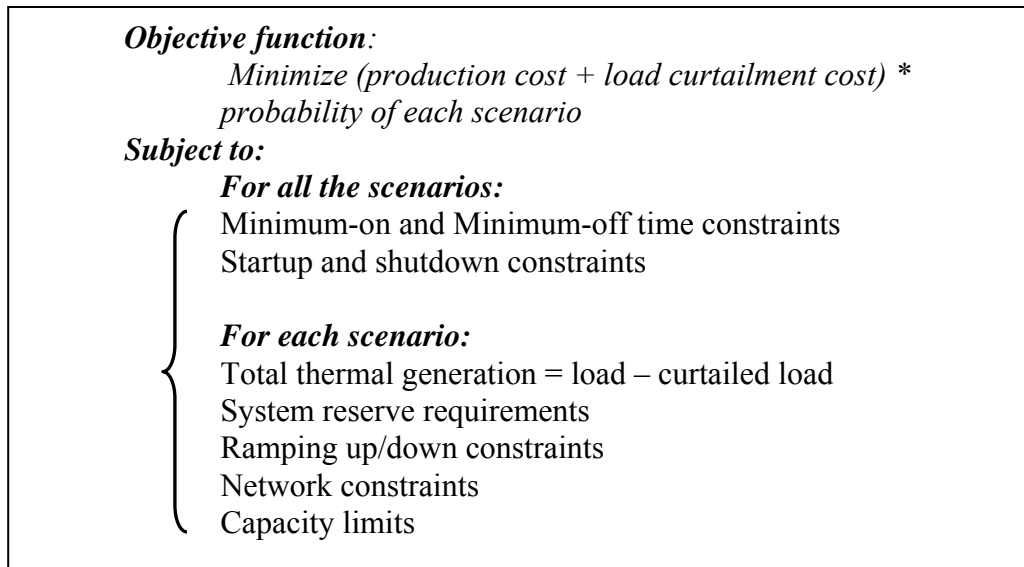 Objective function:
Minimize (production cost + load curtailment cost) *
probability of each scenario
Subject to:
For all the scenarios:
Minimum-on and Minimum-off time constraints
Startup and shutdown constraints
For each scenario:
Total thermal generation = load – curtailed load
System reserve requirements
Ramping up/down constraints
Network constraints
Capacity limits